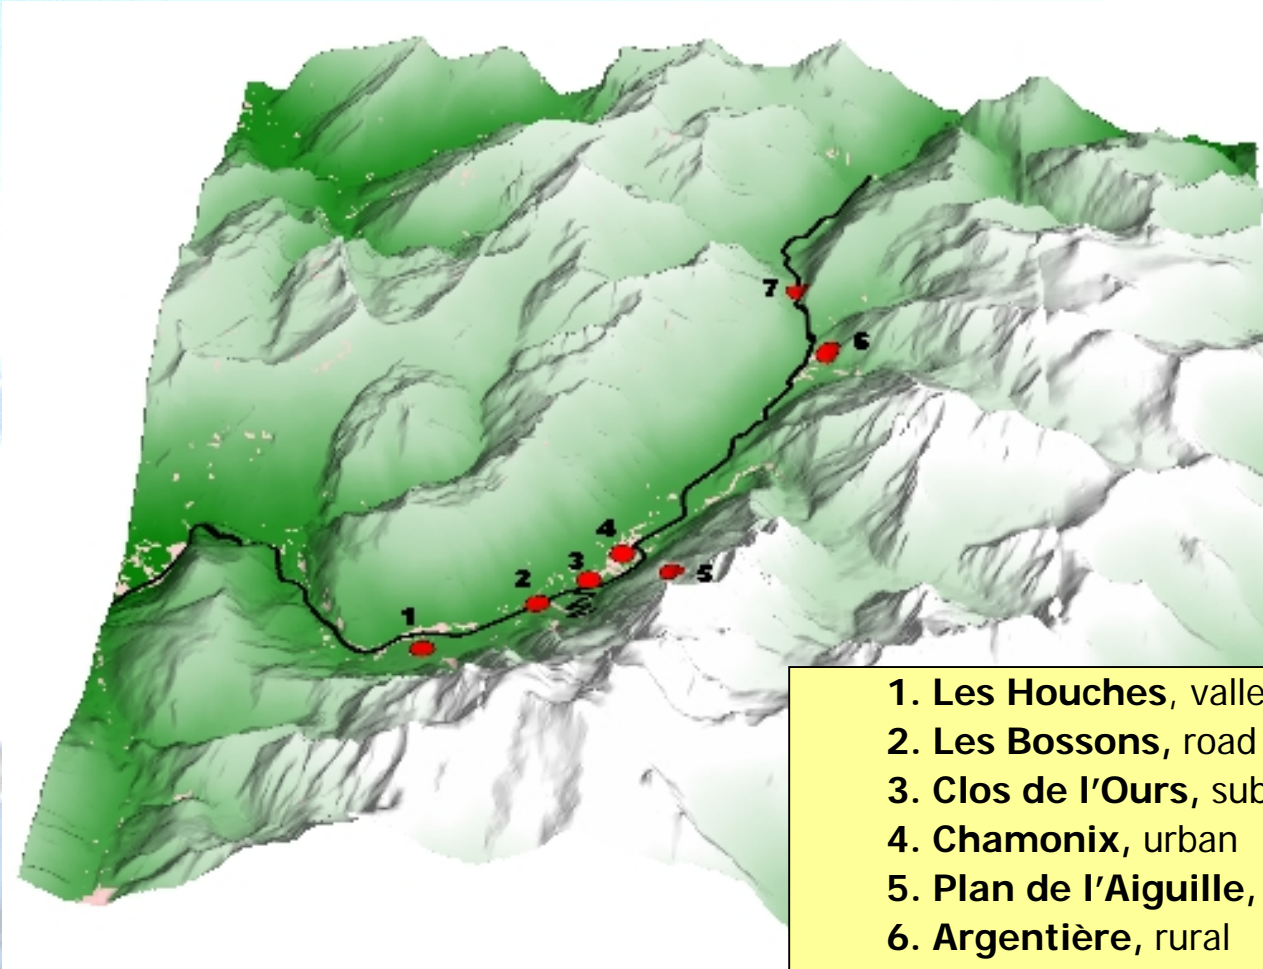 7
6
4
3
5
2
1
1. Les Houches, valle
2. Les Bossons, road
3. Clos de l'Ours, sub
4. Chamonix, urban
5. Plan de l'Aiguille,
6. Argentière, rural